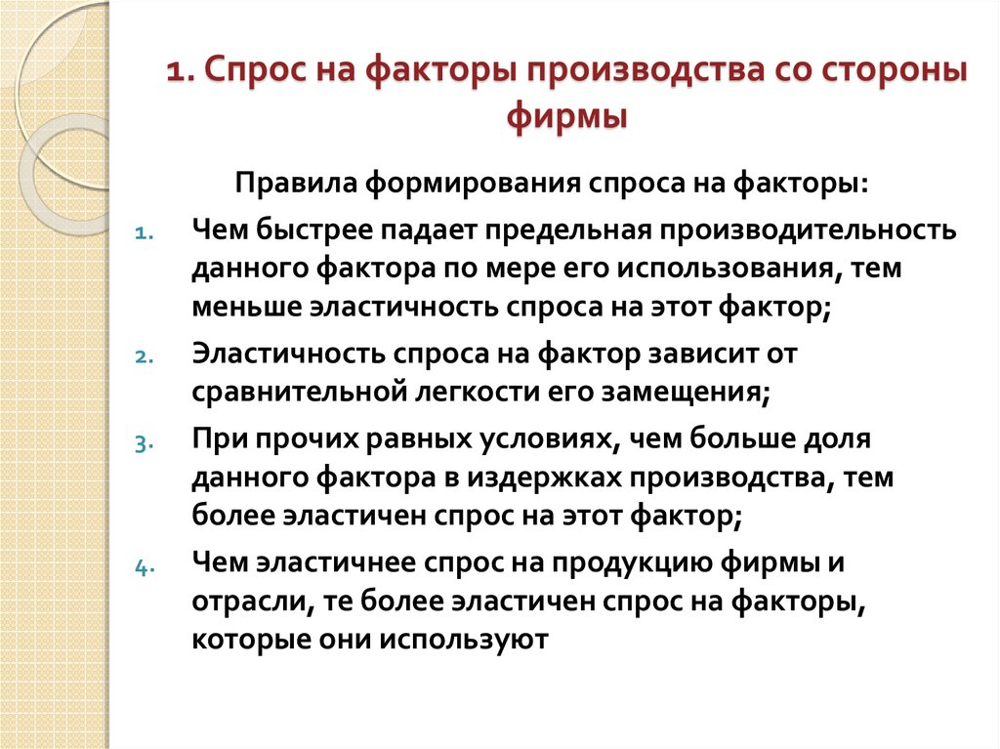 1. Спрос на факторы производства со стороны
фирмы
Правила формирования спроса на факторы:
1. Чем быстрее падает предельная производительность
данного фактора по мере его использования, тем
меньше эластичность спроса на этот фактор;
2. Эластичность спроса на фактор зависит от
сравнительной легкости его замещения;
3. При прочих равных условиях, чем больше доля
данного фактора в издержках производства, тем
более эластичен спрос на этот фактор;
4. Чем эластичнее спрос на продукцию фирмы и
отрасли, те более эластичен спрос на факторы,
которые они используют